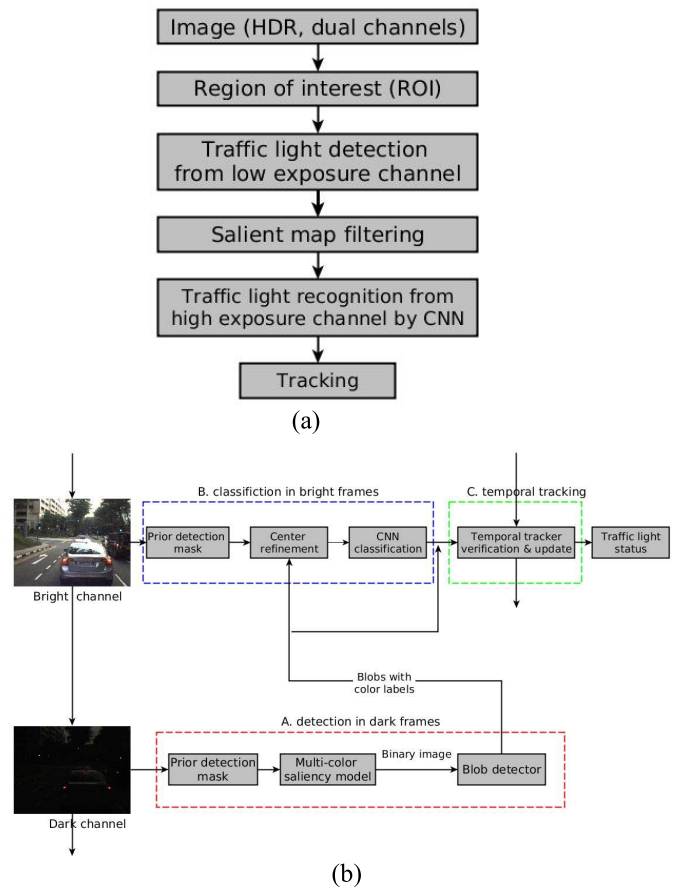 Image (HDR, dual channels)
Region of interest (ROI)
Traffic light detection
from low exposure channel
Salient map filtering
Traffic light recognition from
high exposure channel by CNN
Tracking
(a)
B. classifiction in bright frames
C. temporal tracking
Prior detection
mask
Center
refinement
CNN
classification
Temporal tracker
verification & update
Traffic light
status
Bright channel
Blobs with
color labels
A. detection in dark frames
Prior detection
mask
Multi-color
saliency model
Binary image
Blob detector
Dark channel
(b)